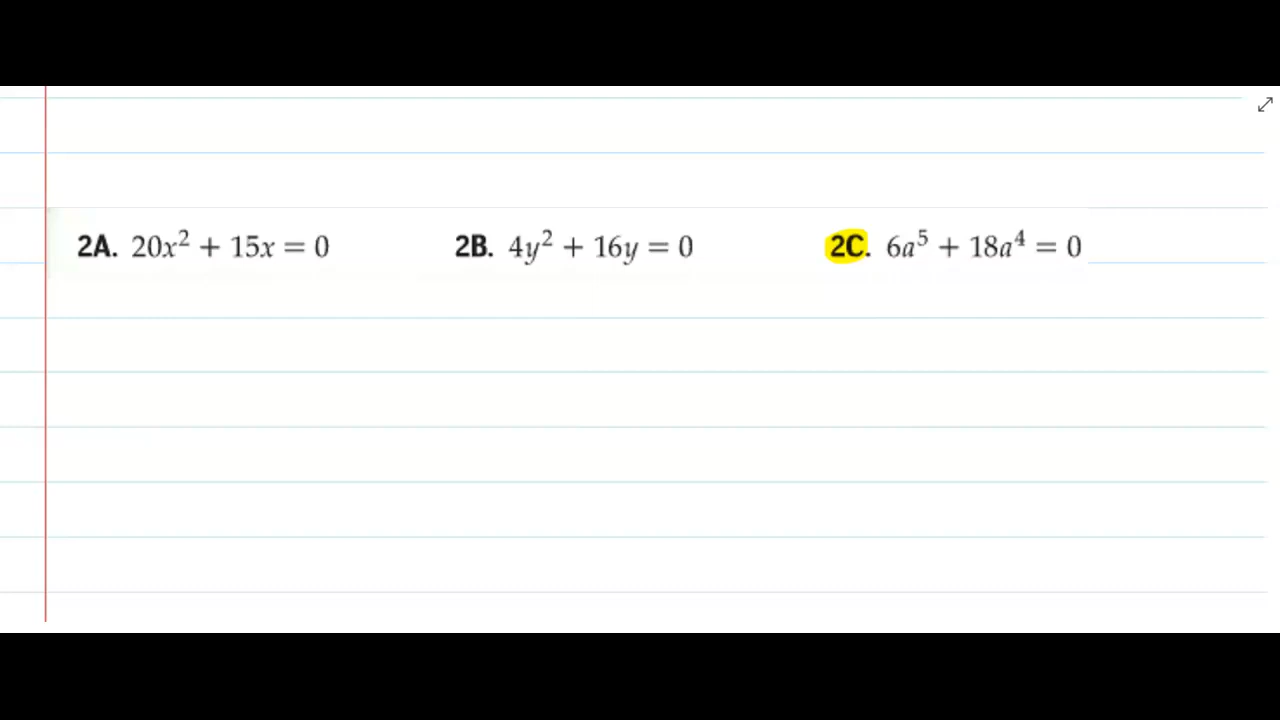 2A. 20x² + 15x = 0 2B. 4y² + 16y = 0 2C. 6a⁵ + 18a⁴ = 0